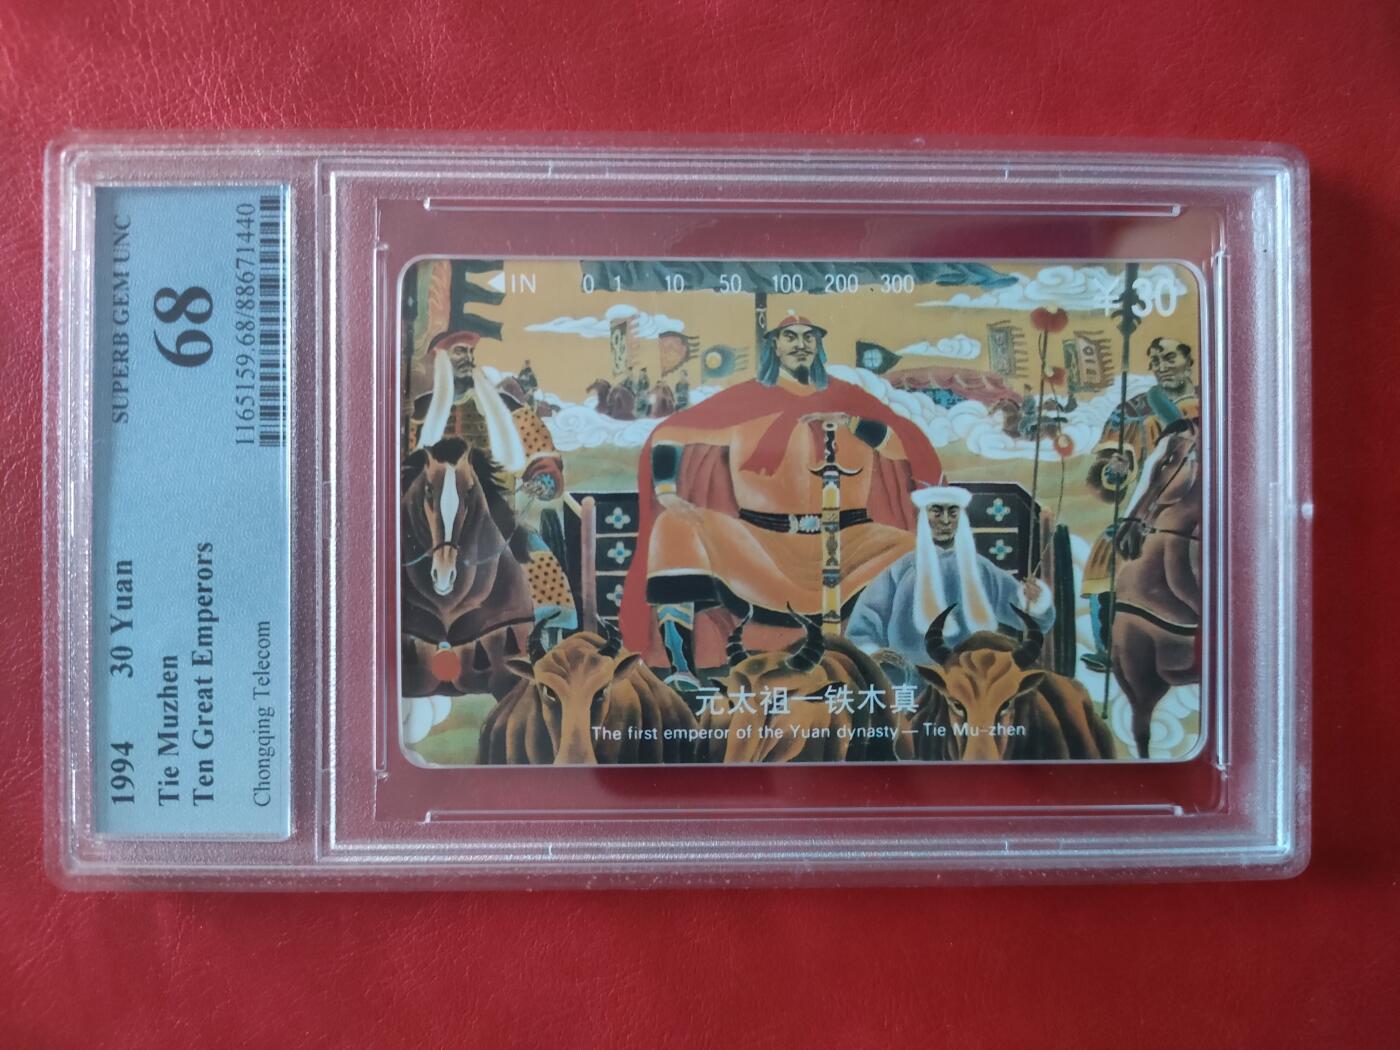 1994 30 Yuan SUPERB GEM UNC
Tie Muzhen 68
Ten Great Emperors
Chongqing Telecom 1165159.68/88671440
IN 0 1 10 50 100 200 300 ¥30
元太祖—铁木真
The first emperor of the Yuan dynasty — Tie Mu-zhen